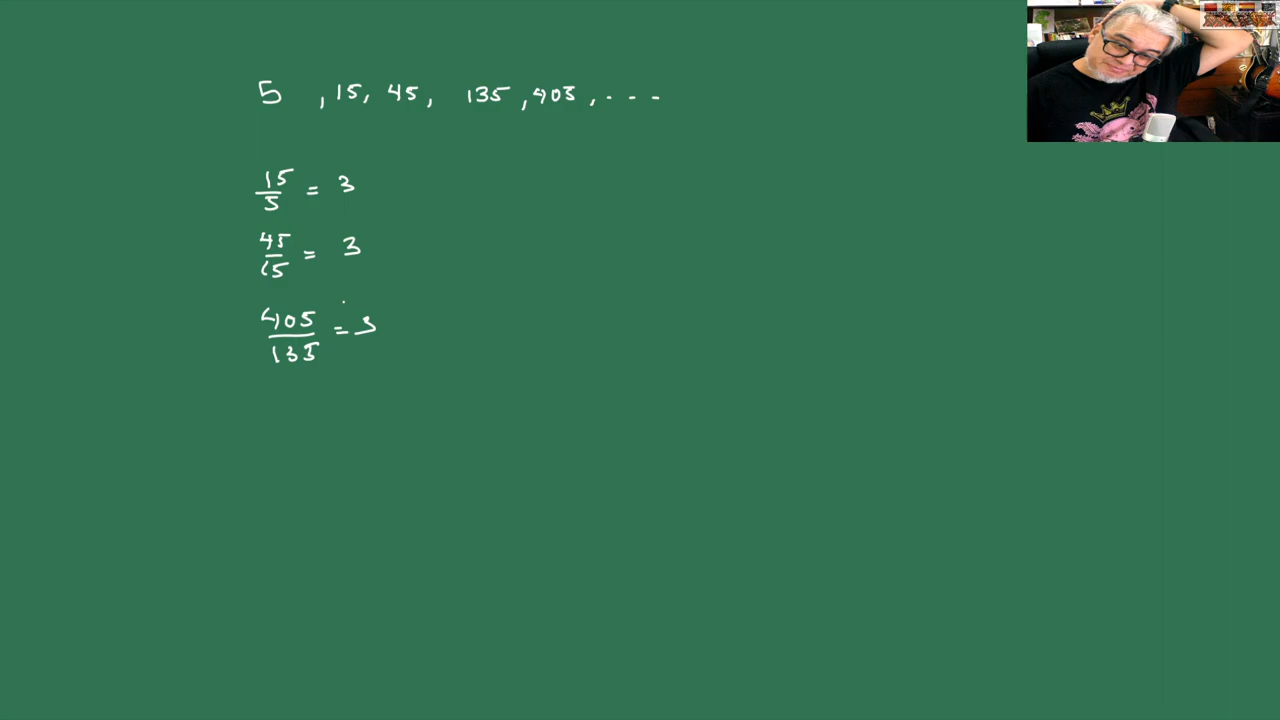 5 , 15, 45, 135, 405, . . .
15/5 = 3
45/15 = 3
405/135 = 3